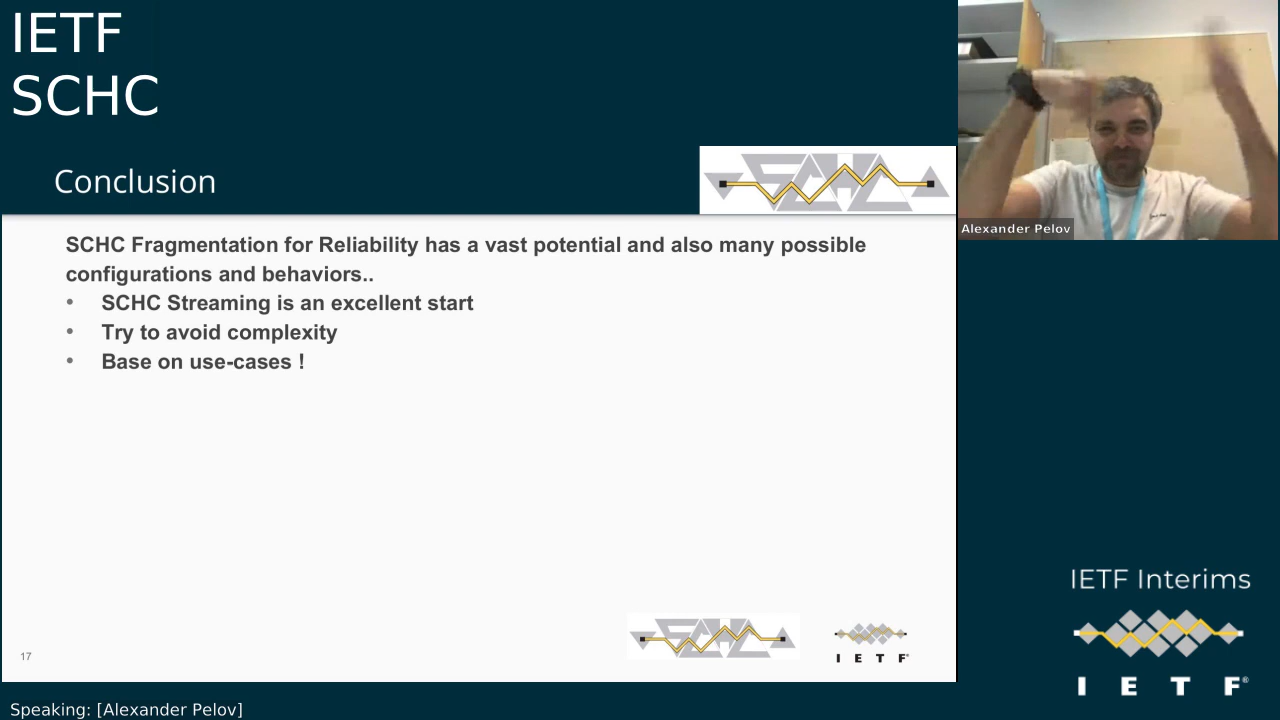 IETF
SCHC
Conclusion
SCHC
SCHC Fragmentation for Reliability has a vast potential and also many possible
configurations and behaviors..
• SCHC Streaming is an excellent start
• Try to avoid complexity
• Base on use-cases !
Alexander Pelov
IETF Interims
IETF®
SCHC
IETF®
17
Speaking: [Alexander Pelov]